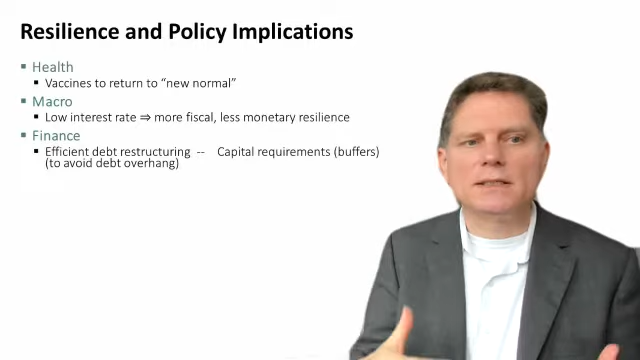 Resilience and Policy Implications
Health
Vaccines to return to “new normal”
Macro
Low interest rate ⇒ more fiscal, less monetary resilience
Finance
Efficient debt restructuring -- Capital requirements (buffers)
(to avoid debt overhang)